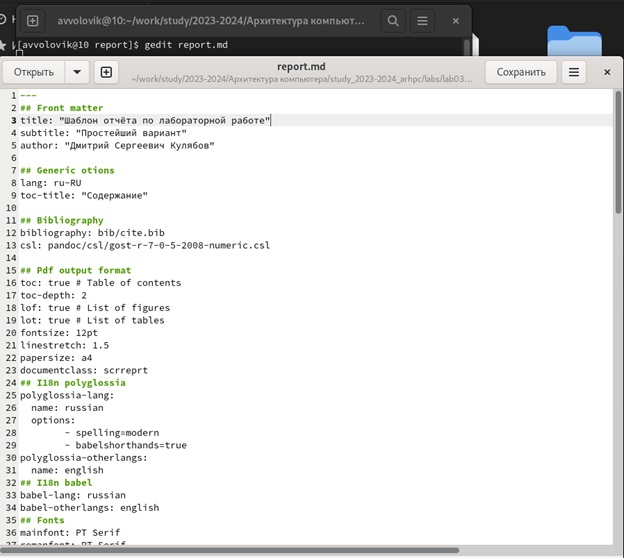 avvolovik@10:~/work/study/2023-2024/Архитектура компьют...
[avvolovik@10 report]$ gedit report.md
Открыть
report.md
~/work/study/2023-2024/Архитектура компьютера/study_2023-2024_arhpc/labs/lab03...
Сохранить
1 ---
2 ## Front matter
3 title: "Шаблон отчёта по лабораторной работе"
4 subtitle: "Простейший вариант"
5 author: "Дмитрий Сергеевич Кулябов"
6
7 ## Generic otions
8 lang: ru-RU
9 toc-title: "Содержание"
10
11 ## Bibliography
12 bibliography: bib/cite.bib
13 csl: pandoc/csl/gost-r-7-0-5-2008-numeric.csl
14
15 ## Pdf output format
16 toc: true # Table of contents
17 toc-depth: 2
18 lof: true # List of figures
19 lot: true # List of tables
20 fontsize: 12pt
21 linestretch: 1.5
22 papersize: a4
23 documentclass: scrreprt
24 ## I18n polyglossia
25 polyglossia-lang:
26 name: russian
27 options:
28 - spelling=modern
29 - babelshorthands=true
30 polyglossia-otherlangs:
31 name: english
32 ## I18n babel
33 babel-lang: russian
34 babel-otherlangs: english
35 ## Fonts
36 mainfont: PT Serif
37 romanfont: PT Serif